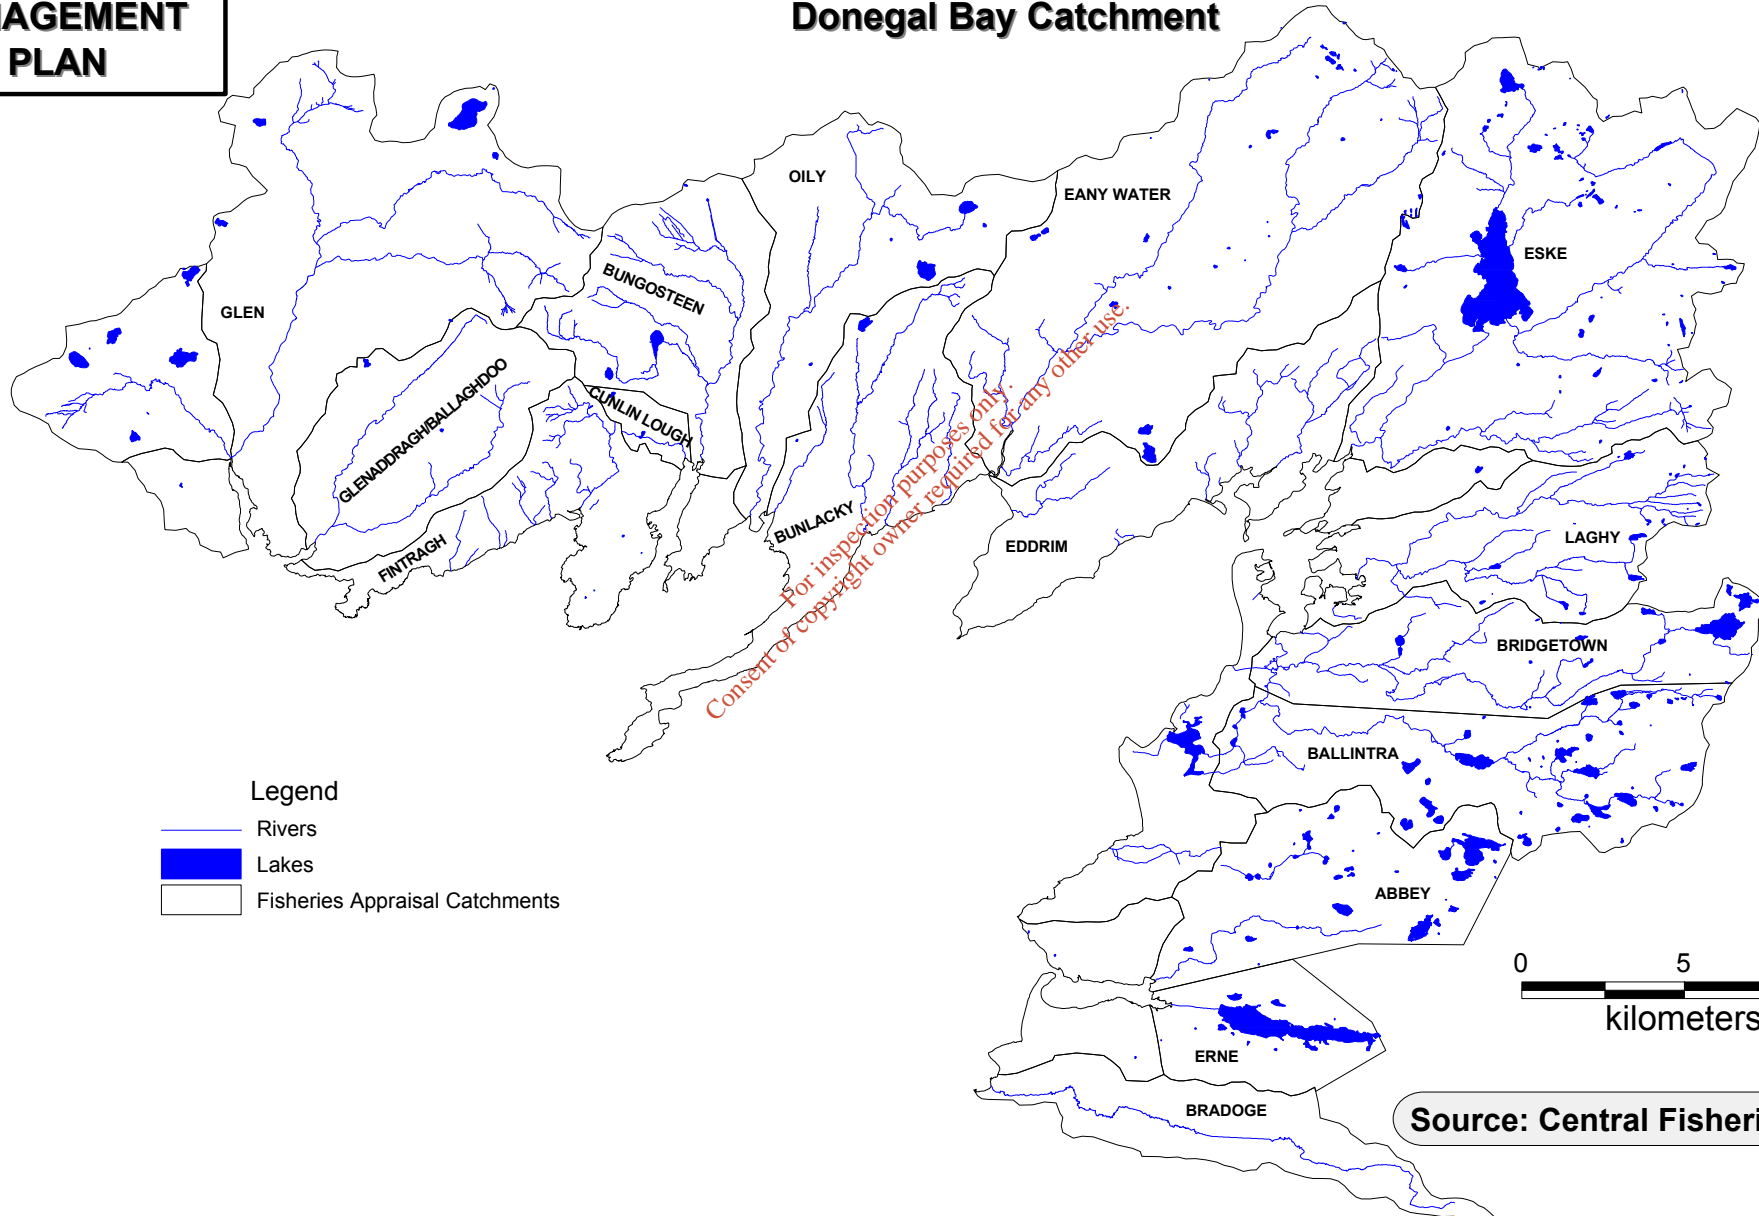 PLAN
Donegal Bay Catchment
OILY
EANY WATER
ESKE
BUNGOSTEEN
GLEN
GLENADDRAGH/BALLAGHDOO
CUNLIN LOUGH
FINTRAGH
BUNLACKY
EDDRIM
LAGHY
BRIDGETOWN
BALLINTRA
ABBEY
ERNE
BRADOGE
For inspection purposes only.
Consent of copyright owner required for any other use.
Legend
Rivers
Lakes
Fisheries Appraisal Catchments
0 5
kilometers
Source: Central